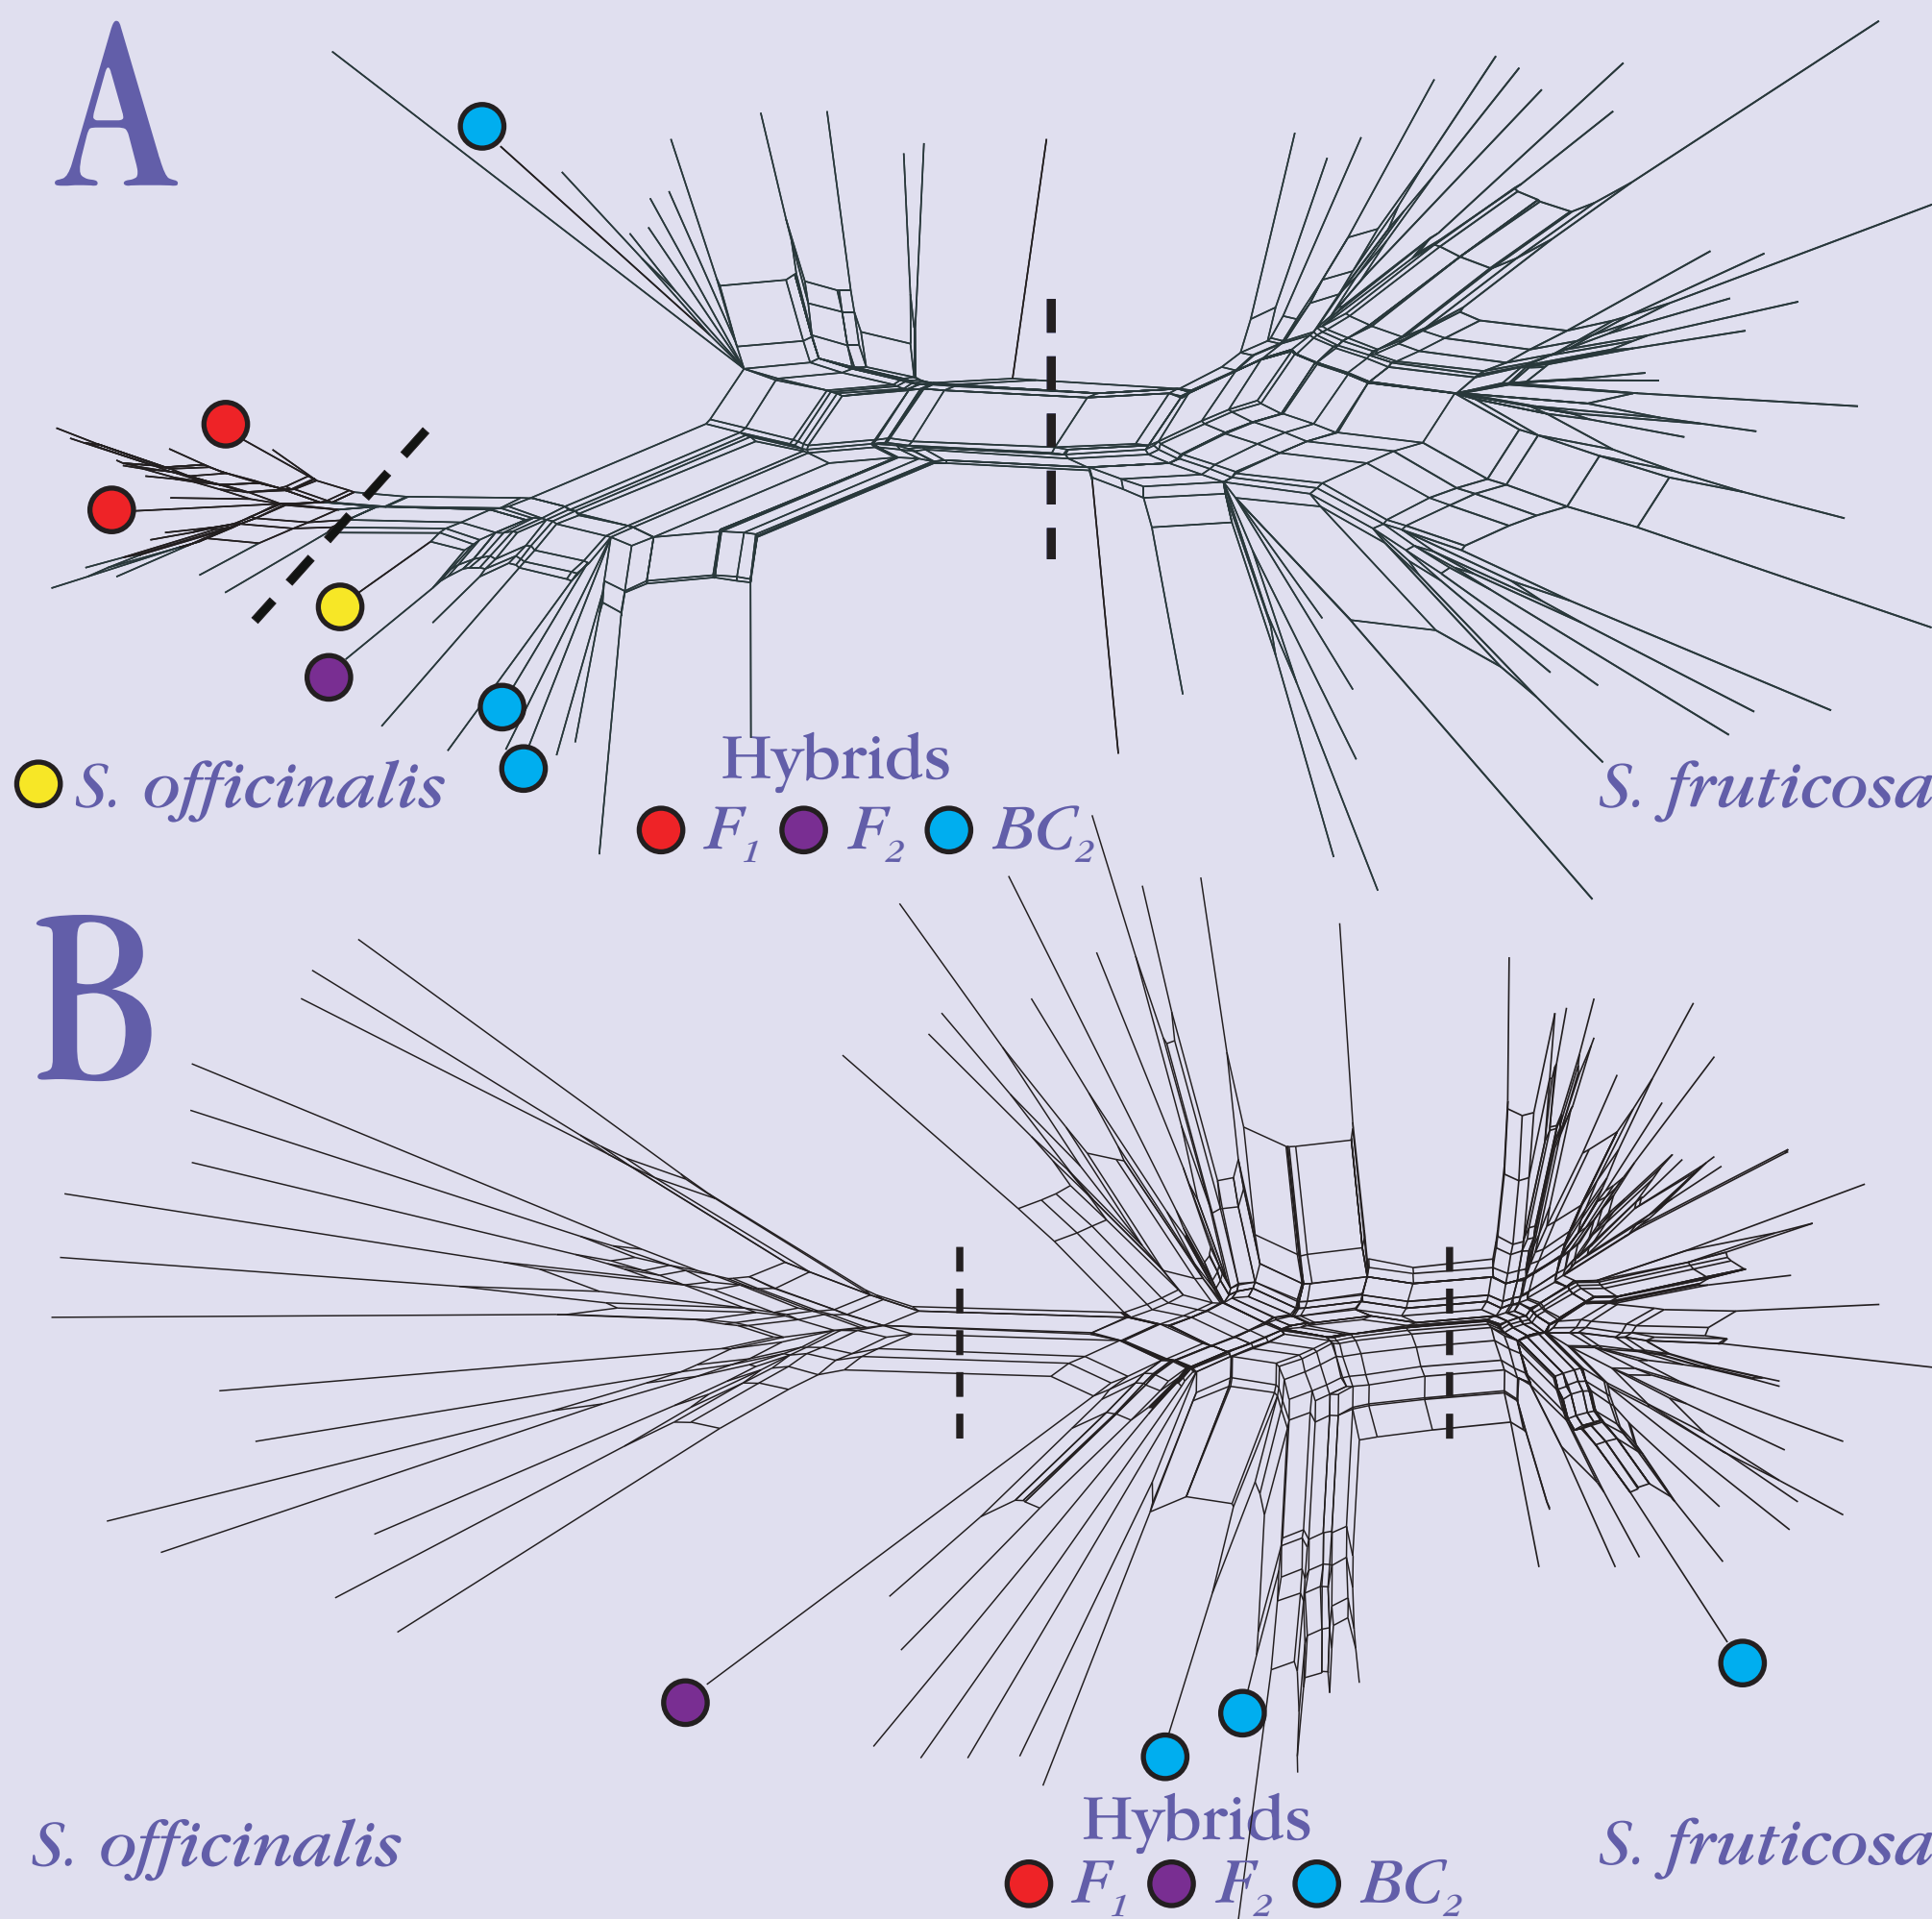 A
Hybrids
S. officinalis
S. fruticosa
F1 F2 BC2
B
Hybrids
S. officinalis
S. fruticosa
F1 F2 BC2